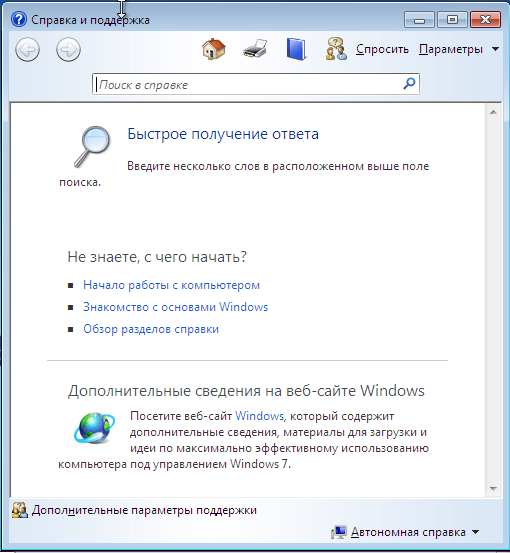 Справка и поддержка
Спросить Параметры
Поиск в справке
Быстрое получение ответа
Введите несколько слов в расположенном выше поле
поиска.
Не знаете, с чего начать?
Начало работы с компьютером
Знакомство с основами Windows
Обзор разделов справки
Дополнительные сведения на веб-сайте Windows
Посетите веб-сайт Windows, который содержит
дополнительные сведения, материалы для загрузки и
идеи по максимально эффективному использованию
компьютера под управлением Windows 7.
Дополнительные параметры поддержки
Автономная справка